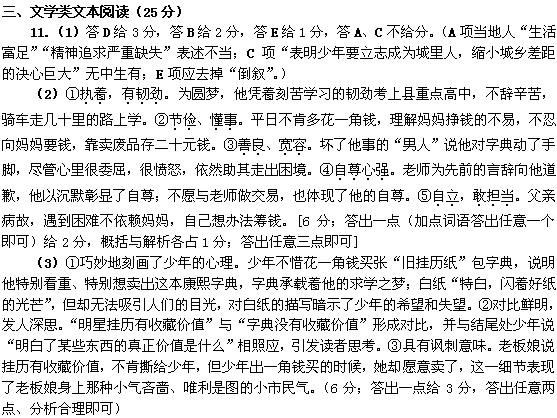 三、文学类文本阅读（25分）
11.（1）答D给3分，答B给2分，答E给1分，答A、C不给分。（A项当地人“生活
富足”“精神追求严重缺失”表述不当；C 项“表明少年要立志成为城里人，缩小城乡差距
的决心巨大”无中生有；E项应去掉“倒叙”。）
（2）①执着，有韧劲。为圆梦，他凭着刻苦学习的韧劲考上县重点高中，不辞辛苦，
骑车走几十里的路上学。②节俭、懂事。平日不肯多花一角钱，理解妈妈挣钱的不易，不忍
向妈妈要钱，靠卖废品存二十元钱。③善良、宽容。坏了他事的“男人”说他对字典动了手
脚，尽管心里很委屈，很愤怒，依然助其走出困境。④自尊心强。老师为先前的言辞向他道
歉，他以沉默彰显了自尊；不愿与老师做交易，也体现了他的自尊。⑤自立，敢担当。父亲
病故，遇到困难不依赖妈妈，自己想办法筹钱。[6 分；答出一点（加点词语答出任意一个
即可）给2分，概括与解析各占1分；答出任意三点即可]
（3）①巧妙地刻画了少年的心理。少年不惜花一角钱买张“旧挂历纸”包字典，说明
他特别看重、特别想卖出这本康熙字典，字典承载着他的求学之梦；白纸“特白，闪着好纸
的光芒”，但却无法吸引人们的目光，对白纸的描写暗示了少年的希望和失望。②对比鲜明，
发人深思。“明星挂历有收藏价值”与“字典没有收藏价值”形成对比，并与结尾处少年说
“明白了某些东西的真正价值是什么”相照应，引发读者思考。③具有讽刺意味。老板娘说
挂历有收藏价值，不肯撕给少年，但少年出一角钱买的时候，她却愿意卖了，这一细节表现
了老板娘身上那种小气吝啬、唯利是图的小市民气。（6分；答出一点给 3 分，答出任意两
点、分析合理即可）